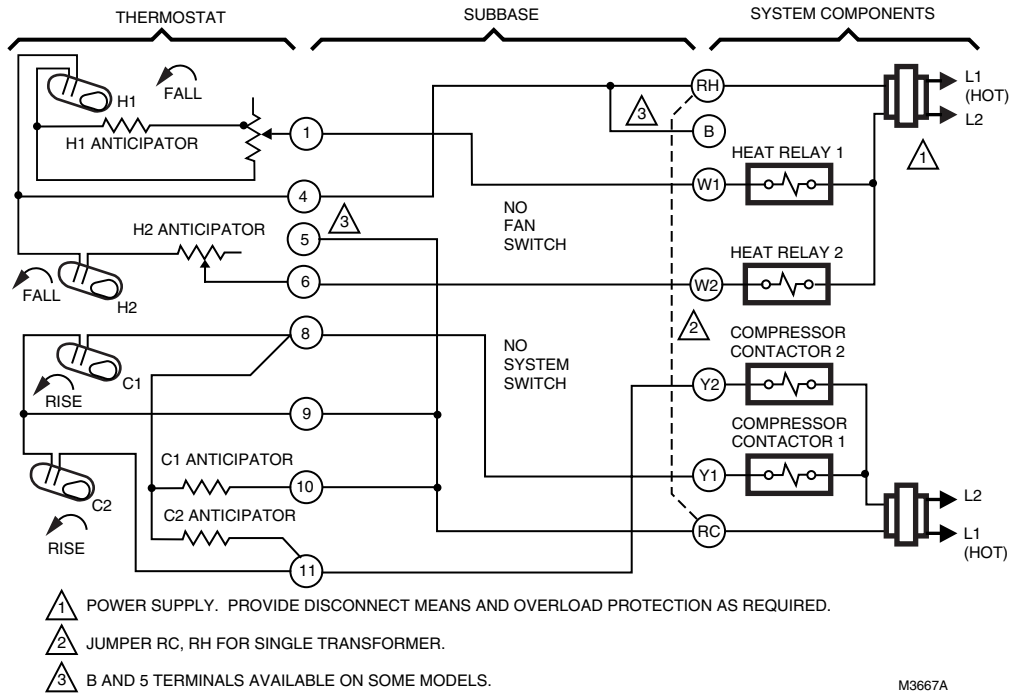 THERMOSTAT
SUBBASE
SYSTEM COMPONENTS
H1
FALL
H1 ANTICIPATOR
1
4
H2 ANTICIPATOR
5
3
6
FALL
H2
8
C1
RISE
9
C1 ANTICIPATOR
10
C2
C2 ANTICIPATOR
RISE
11
3
NO
FAN
SWITCH
NO
SYSTEM
SWITCH
RH
B
W1
W2
2
Y2
Y1
RC
L1
(HOT)
L2
1
HEAT RELAY 1
HEAT RELAY 2
COMPRESSOR
CONTACTOR 2
COMPRESSOR
CONTACTOR 1
L2
L1
(HOT)
1 POWER SUPPLY. PROVIDE DISCONNECT MEANS AND OVERLOAD PROTECTION AS REQUIRED.
2 JUMPER RC, RH FOR SINGLE TRANSFORMER.
3 B AND 5 TERMINALS AVAILABLE ON SOME MODELS.
M3667A